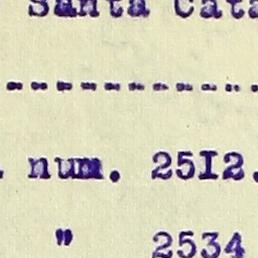 Santa Cata
-----------
. num. 25I2.
" 2534